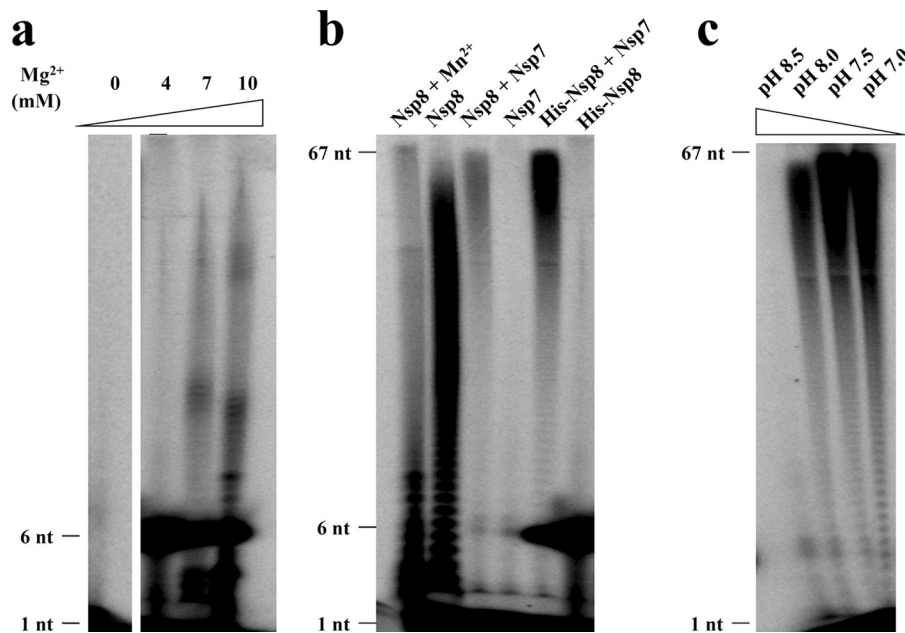 a
Mg2+
(mM)
0 4 7 10
6 nt
1 nt
b
Nsp8 + Mn2+
Nsp8
Nsp8 + Nsp7
Nsp7
His-Nsp8 + Nsp7
His-Nsp8
67 nt
6 nt
1 nt
c
pH 8.5
pH 8.0
pH 7.5
pH 7.0
67 nt
1 nt